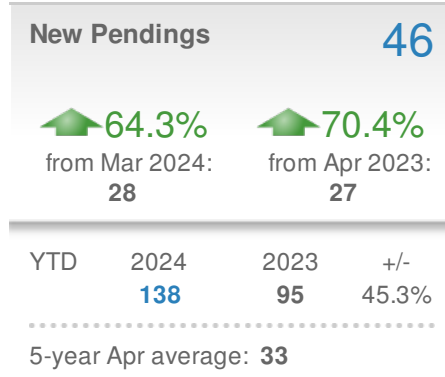 New Pendings 46
64.3% 70.4%
from Mar 2024: from Apr 2023:
28 27
YTD 2024 2023 +/-
138 95 45.3%
5-year Apr average: 33